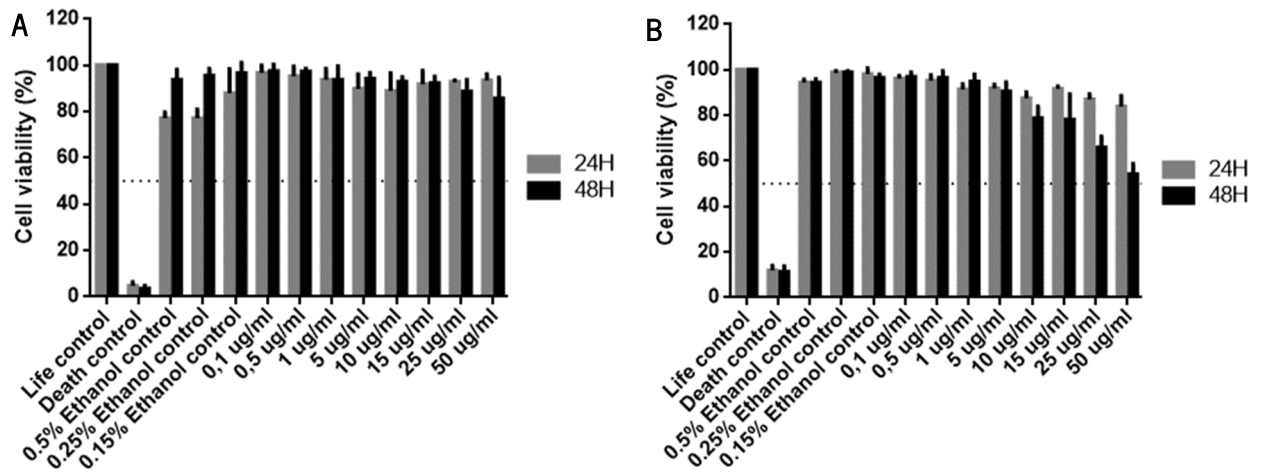 A
120
100
80
60
40
20
0
Cell viability (%)
Life control
Death control
0.5% Ethanol control
0.25% Ethanol control
0.15% Ethanol control
0,1 ug/ml
0,5 ug/ml
1 ug/ml
5 ug/ml
10 ug/ml
15 ug/ml
25 ug/ml
50 ug/ml
24H
48H
B
120
100
80
60
40
20
0
Cell viability (%)
Life control
Death control
0.5% Ethanol control
0.25% Ethanol control
0.15% Ethanol control
0,1 ug/ml
0,5 ug/ml
1 ug/ml
5 ug/ml
10 ug/ml
15 ug/ml
25 ug/ml
50 ug/ml
24H
48H